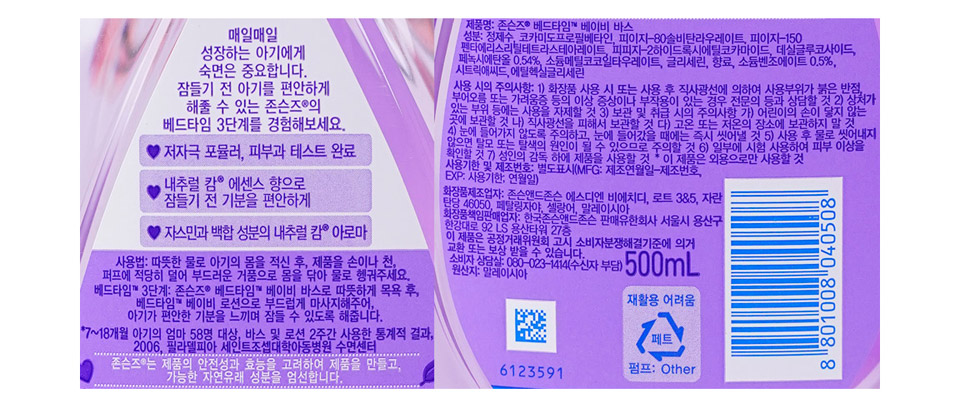 매일매일
성장하는 아기에게
숙면은 중요합니다.
잠들기 전 아기를 편안하게
해줄 수 있는 존슨즈®의
베드타임 3단계를 경험해보세요.
저자극 포뮬러, 피부과 테스트 완료
내추럴 캄® 에센스 향으로
잠들기 전 기분을 편안하게
자스민과 백합 성분의 내추럴 캄® 아로마
사용법: 따뜻한 물로 아기의 몸을 적신 후, 제품을 손이나 천,
퍼프에 적당히 덜어 부드러운 거품으로 몸을 닦아 물로 헹궈주세요.
베드타임™ 3단계: 존슨즈® 베드타임™ 베이비 바스로 따뜻하게 목욕 후,
베드타임™ 베이비 로션으로 부드럽게 마사지해주어,
아기가 편안한 기분을 느끼며 잠들 수 있도록 해줍니다.
*7~18개월 아기의 엄마 58명 대상, 바스 및 로션 2주간 사용한 통계적 결과,
2006, 필라델피아 세인트조셉대학아동병원 수면센터
존슨즈®는 제품의 안전성과 효능을 고려하여 제품을 만들고,
가능한 자연유래 성분을 엄선합니다.
제품명: 존슨즈® 베드타임™ 베이비 바스
성분: 정제수, 코카미도프로필베타인, 피이지-80솔비탄라우레이트, 피이지-150
펜타에리스리틸테트라스테아레이트, 피피지-2하이드록시에틸코카마이드, 데실글루코사이드,
페녹시에탄올 0.54%, 소듐메틸코코일타우레이트, 글리세린, 향료, 소듐벤조에이트 0.5%,
시트릭애씨드, 에틸헥실글리세린
사용 시의 주의사항: 1) 화장품 사용 시 또는 사용 후 직사광선에 의하여 사용부위가 붉은 반점,
부어오름 또는 가려움증 등의 이상 증상이나 부작용이 있는 경우 전문의 등과 상담할 것 2) 상처가
있는 부위 등에는 사용을 자제할 것 3) 보관 및 취급 시의 주의사항 가) 어린이의 손이 닿지 않는
곳에 보관할 것 나) 직사광선을 피해서 보관할 것 다) 고온 또는 저온의 장소에 보관하지 말 것
4) 눈에 들어가지 않도록 주의하고, 눈에 들어갔을 때에는 즉시 씻어낼 것 5) 사용 후 물로 씻어내지
않으면 탈모 또는 탈색의 원인이 될 수 있으므로 주의할 것 6) 일부에 시험 사용하여 피부 이상을
확인할 것 7) 성인의 감독 하에 제품을 사용할 것 * 이 제품은 외용으로만 사용할 것
사용기한 및 제조번호: 별도표시(MFG: 제조연월일-제조번호,
EXP: 사용기한; 연월일)
화장품제조업자: 존슨앤드존슨 에스디엔 비에치디, 로트 3&5, 자란
탄당 46050, 페탈링자야, 셀랑어, 말레이시아
화장품책임판매업자: 한국존슨앤드존슨 판매유한회사 서울시 용산구
한강대로 92 LS 용산타워 27층
이 제품은 공정거래위원회 고시 소비자분쟁해결기준에 의거
교환 또는 보상 받을 수 있습니다.
소비자 상담실: 080-023-1414(수신자 부담)
원산지: 말레이시아
500mL
6123591
재활용 어려움
페트
펌프: Other
8 801008 040508